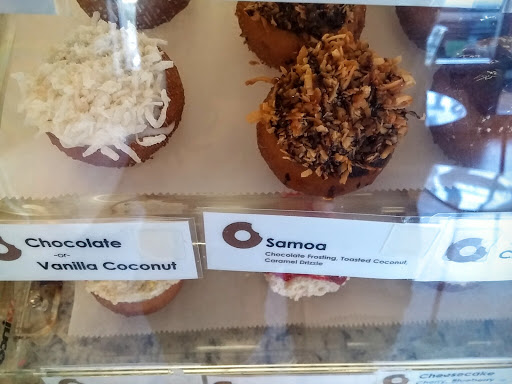 Chocolate
-or-
Vanilla Coconut
Samoa
Chocolate Frosting, Toasted Coconut,
Caramel Drizzle
C
Cheesecake